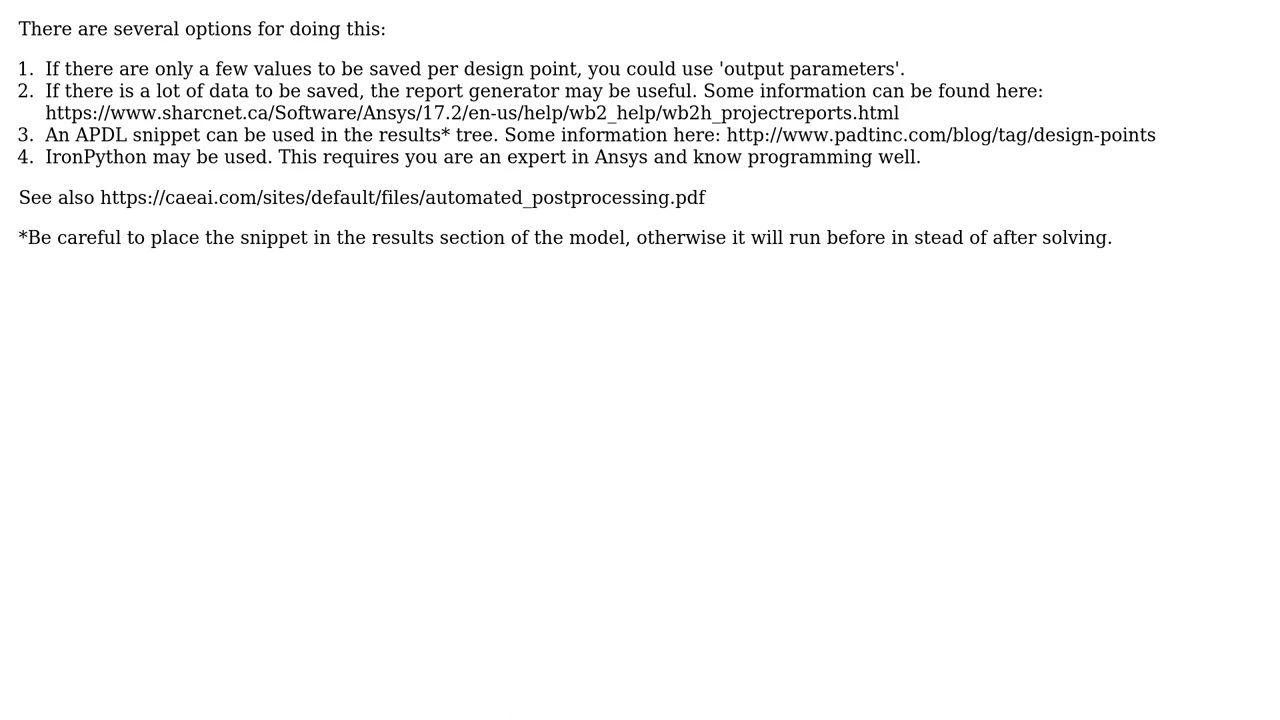 There are several options for doing this:
1. If there are only a few values to be saved per design point, you could use 'output parameters'.
2. If there is a lot of data to be saved, the report generator may be useful. Some information can be found here:
https://www.sharcnet.ca/Software/Ansys/17.2/en-us/help/wb2_help/wb2h_projectreports.html
3. An APDL snippet can be used in the results* tree. Some information here: http://www.padtinc.com/blog/tag/design-points
4. IronPython may be used. This requires you are an expert in Ansys and know programming well.
See also https://caeai.com/sites/default/files/automated_postprocessing.pdf
*Be careful to place the snippet in the results section of the model, otherwise it will run before in stead of after solving.